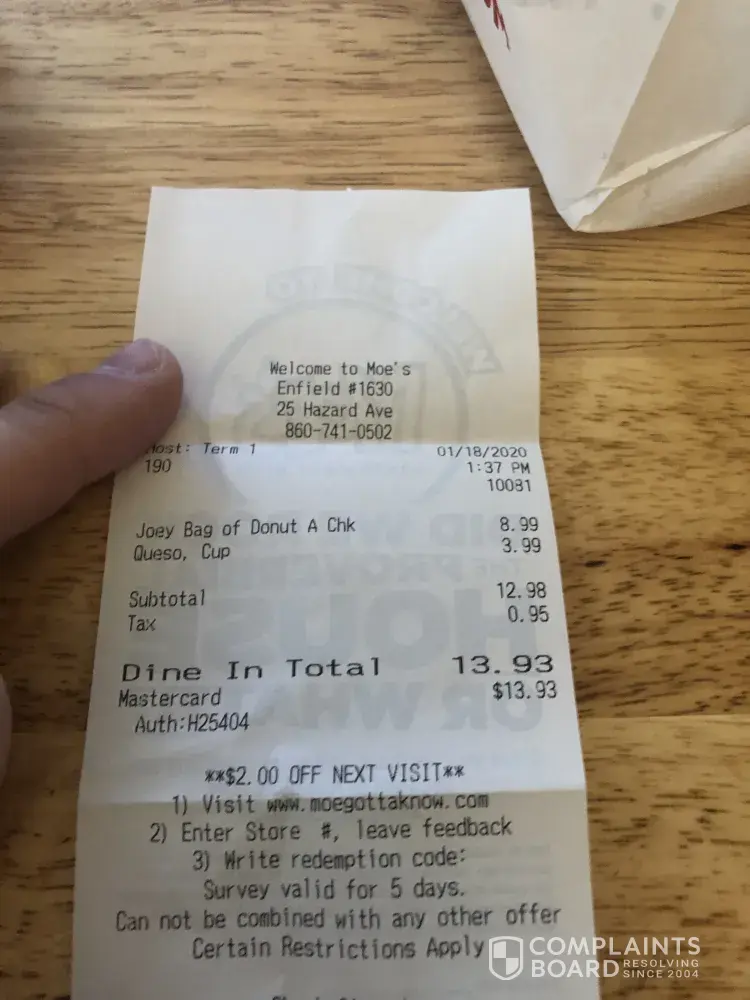 Welcome to Moe's
Enfield #1630
25 Hazard Ave
860-741-0502
Host: Term 1 01/18/2020
190 1:37 PM
10081
Joey Bag of Donut A Chk 8.99
Queso, Cup 3.99
Subtotal 12.98
Tax 0.95
Dine In Total 13.93
Mastercard $13.93
Auth:H25404
**$2.00 OFF NEXT VISIT**
1) Visit www.moegottaknow.com
2) Enter Store #, leave feedback
3) Write redemption code:
Survey valid for 5 days.
Can not be combined with any other offer
Certain Restrictions Apply
COMPLAINTS
BOARD RESOLVING
SINCE 2004